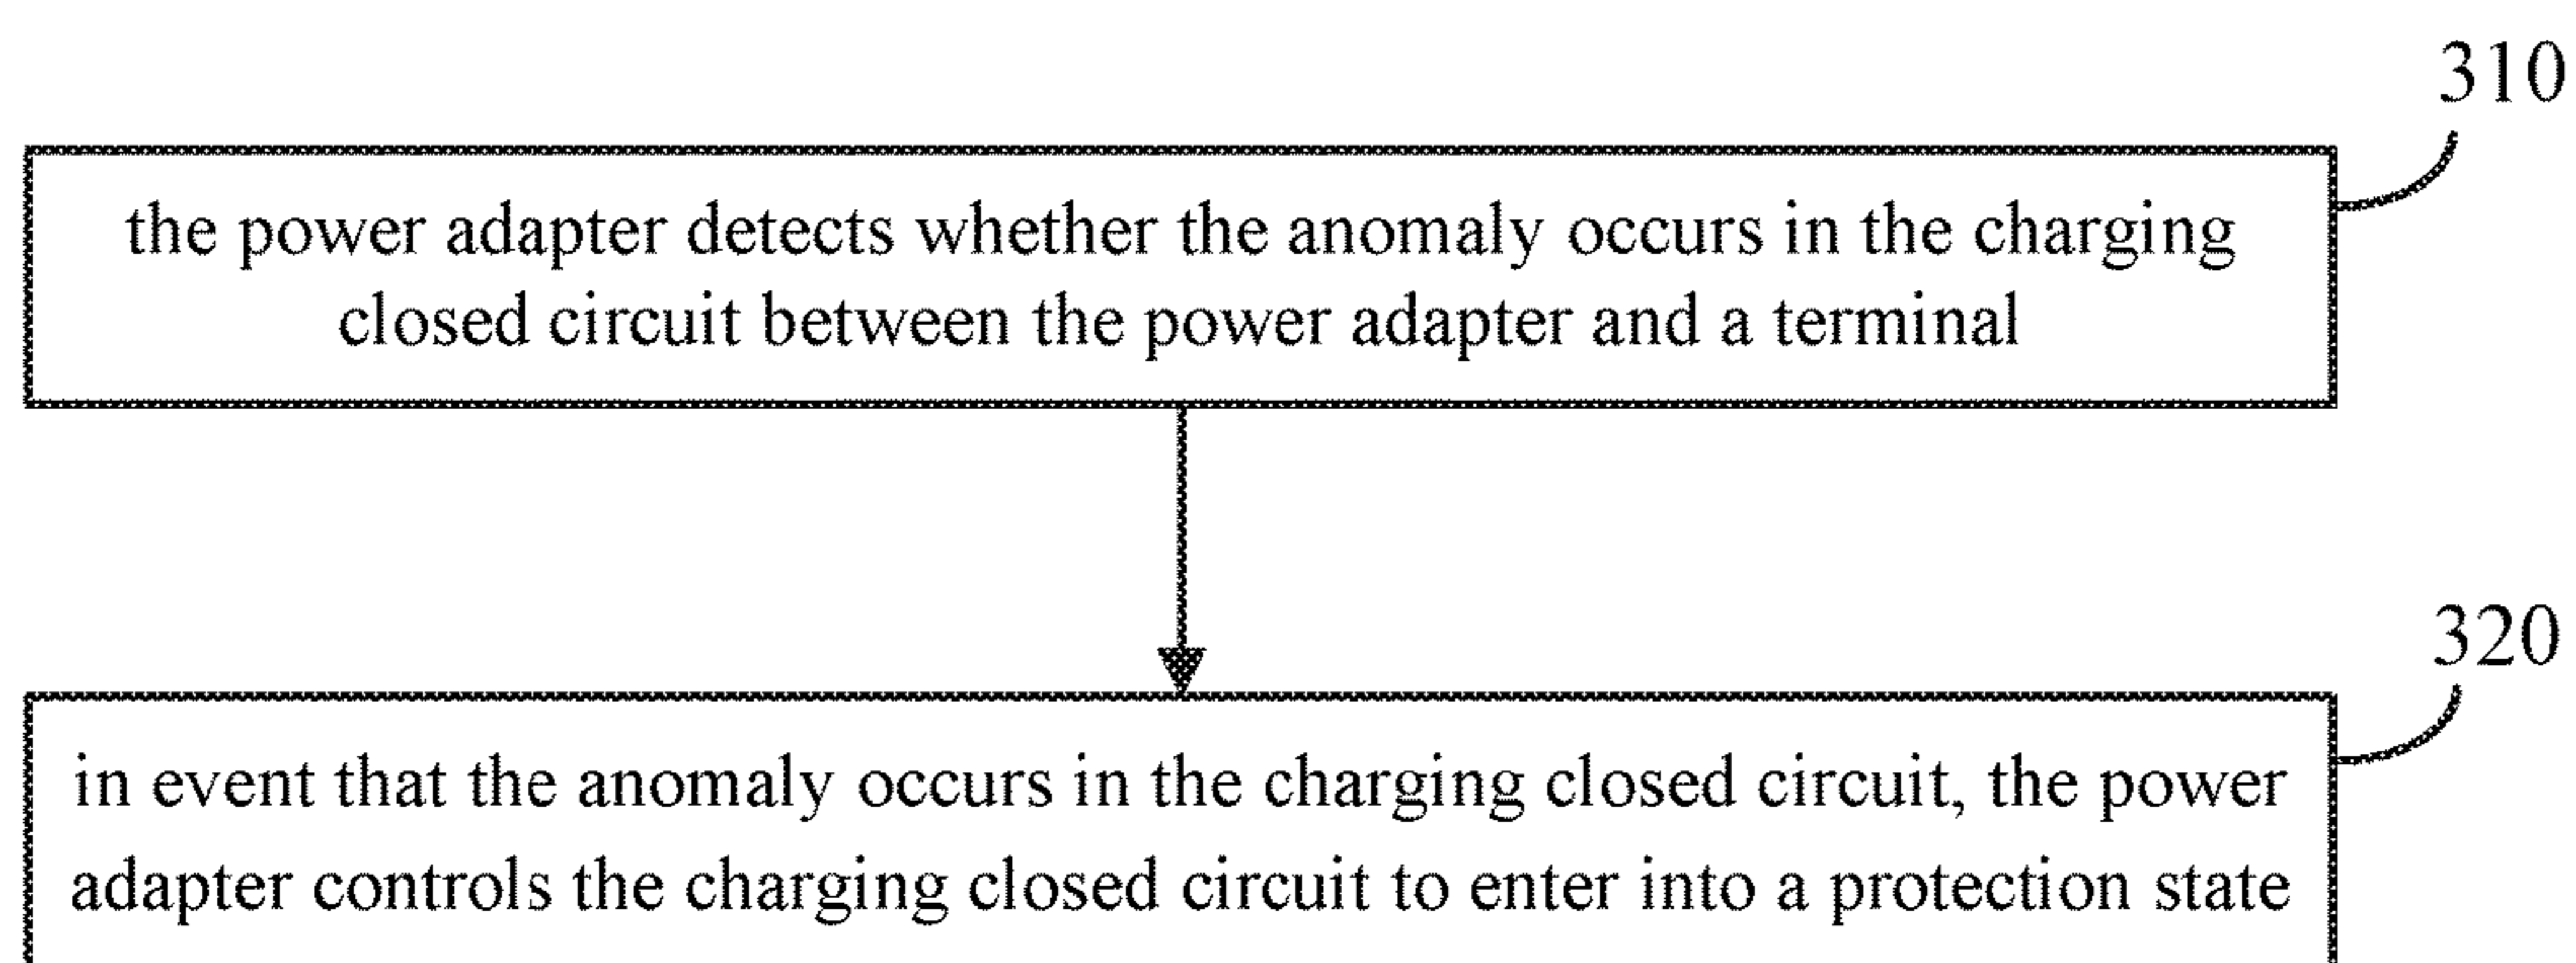 310
the power adapter detects whether the anomaly occurs in the charging
closed circuit between the power adapter and a terminal
320
in event that the anomaly occurs in the charging closed circuit, the power
adapter controls the charging closed circuit to enter into a protection state